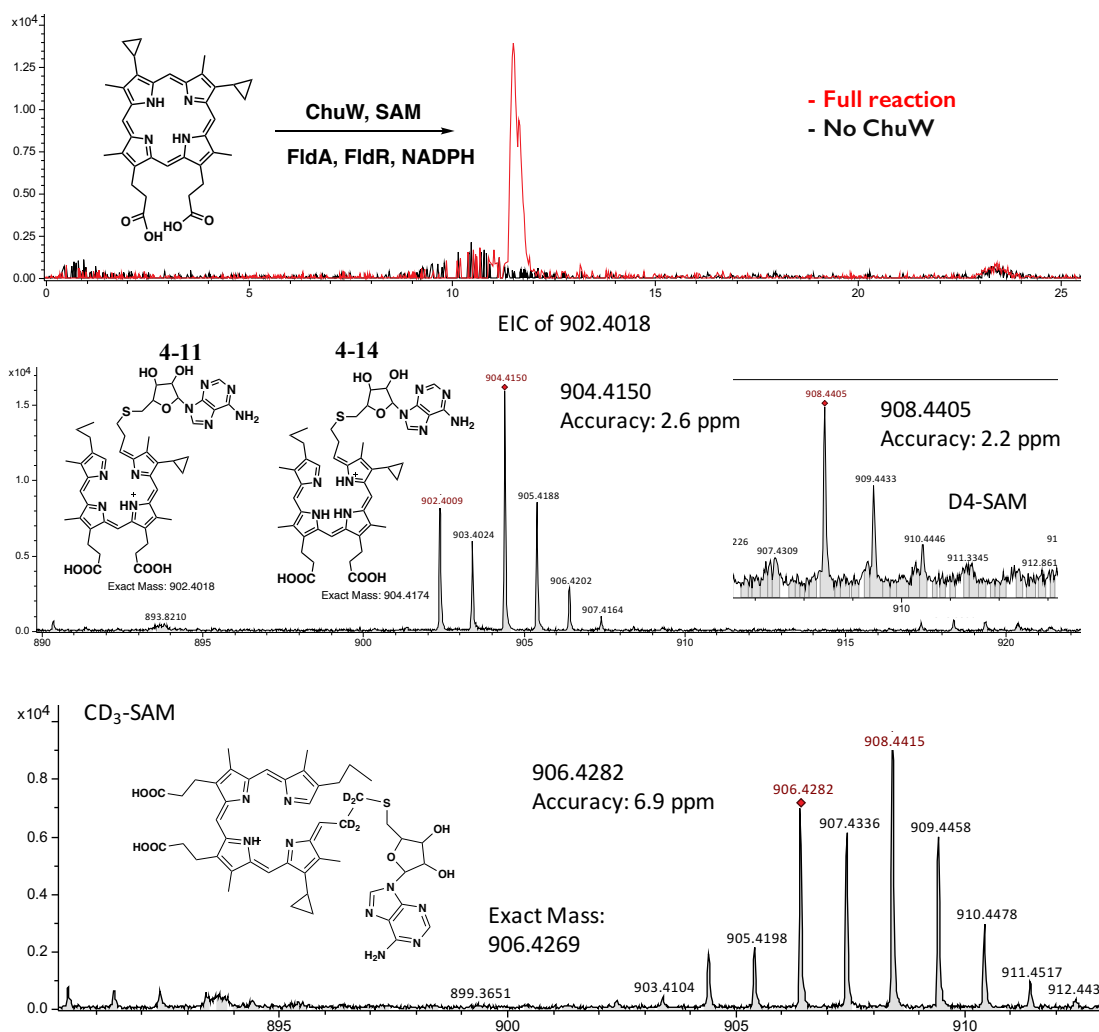 x10⁴
1.25
1.00
0.75
0.50
0.25
0.00
0
5
10
15
20
25
NH
N
N
HN
O
OH
HO
O
ChuW, SAM
FldA, FldR, NADPH
- Full reaction
- No ChuW
EIC of 902.4018
x10⁴
1.5
1.0
0.5
0.0
890
895
900
905
910
915
920
4-11
HO
OH
O
N
N
N
N
NH₂
S
N
N
N
HN
+
HOOC
COOH
Exact Mass: 902.4018
4-14
HO
OH
O
N
N
N
N
NH₂
S
N
HN
+
NH
HN
HOOC
COOH
Exact Mass: 904.4174
893.8210
902.4009
903.4024
904.4150
905.4188
906.4202
907.4164
904.4150
Accuracy: 2.6 ppm
226
907.4309
908.4405
909.4433
910.4446
911.3345
91
912.861
910
908.4405
Accuracy: 2.2 ppm
D4-SAM
x10⁴
0.8
0.6
0.4
0.2
0.0
895
900
905
910
CD₃-SAM
HOOC
HOOC
N
N
NH
N
D₂C
CD₂
S
O
OH
OH
N
N
N
N
H₂N
906.4282
Accuracy: 6.9 ppm
Exact Mass:
906.4269
899.3651
903.4104
905.4198
906.4282
907.4336
908.4415
909.4458
910.4478
911.4517
912.443